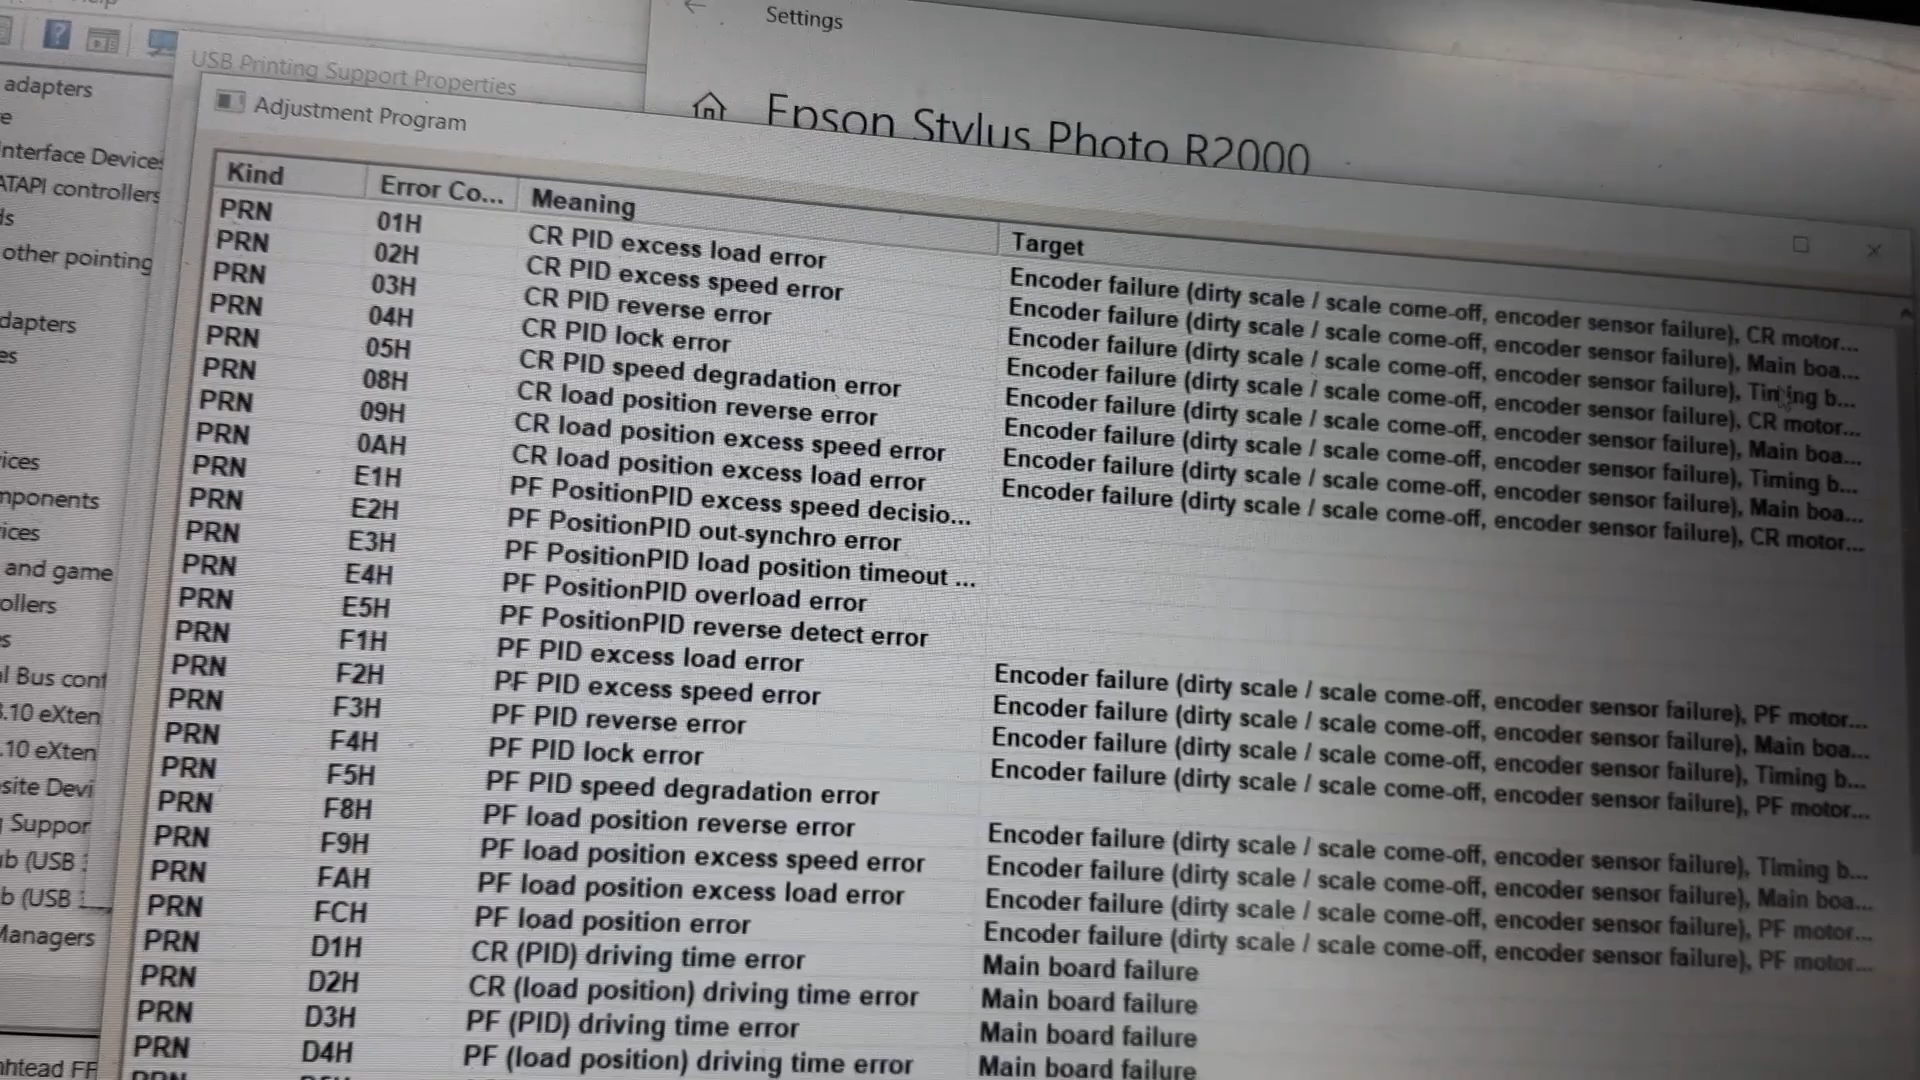 Settings
USB Printing Support Properties
Epson Stylus Photo R2000
Adjustment Program
adapters
e
nterface Devices
ATAPI controllers
ds
other pointing
dapters
es
ices
mponents
ices
and game
ollers
s
l Bus cont
.10 eXten
.10 eXten
site Devi
Suppor
ub (USB
b (USB
Managers
Kind Error Co... Meaning Target
PRN 01H CR PID excess load error Encoder failure (dirty scale / scale come-off, encoder sensor failure), CR motor...
PRN 02H CR PID excess speed error Encoder failure (dirty scale / scale come-off, encoder sensor failure), Main boa...
PRN 03H CR PID reverse error Encoder failure (dirty scale / scale come-off, encoder sensor failure), Timing b...
PRN 04H CR PID lock error Encoder failure (dirty scale / scale come-off, encoder sensor failure), CR motor...
PRN 05H CR PID speed degradation error Encoder failure (dirty scale / scale come-off, encoder sensor failure), Main boa...
PRN 08H CR load position reverse error Encoder failure (dirty scale / scale come-off, encoder sensor failure), Timing b...
PRN 09H CR load position excess speed error Encoder failure (dirty scale / scale come-off, encoder sensor failure), Main boa...
PRN 0AH CR load position excess load error Encoder failure (dirty scale / scale come-off, encoder sensor failure), CR motor...
PRN E1H PF PositionPID excess speed decisio...
PRN E2H PF PositionPID out-synchro error
PRN E3H PF PositionPID load position timeout ...
PRN E4H PF PositionPID overload error
PRN E5H PF PositionPID reverse detect error
PRN F1H PF PID excess load error Encoder failure (dirty scale / scale come-off, encoder sensor failure), PF motor...
PRN F2H PF PID excess speed error Encoder failure (dirty scale / scale come-off, encoder sensor failure), Main boa...
PRN F3H PF PID reverse error Encoder failure (dirty scale / scale come-off, encoder sensor failure), Timing b...
PRN F4H PF PID lock error Encoder failure (dirty scale / scale come-off, encoder sensor failure), PF motor...
PRN F5H PF PID speed degradation error
PRN F8H PF load position reverse error Encoder failure (dirty scale / scale come-off, encoder sensor failure), Timing b...
PRN F9H PF load position excess speed error Encoder failure (dirty scale / scale come-off, encoder sensor failure), Main boa...
PRN FAH PF load position excess load error Encoder failure (dirty scale / scale come-off, encoder sensor failure), PF motor...
PRN FCH PF load position error Encoder failure (dirty scale / scale come-off, encoder sensor failure), PF motor...
PRN D1H CR (PID) driving time error Main board failure
PRN D2H CR (load position) driving time error Main board failure
PRN D3H PF (PID) driving time error Main board failure
PRN D4H PF (load position) driving time error Main board failure